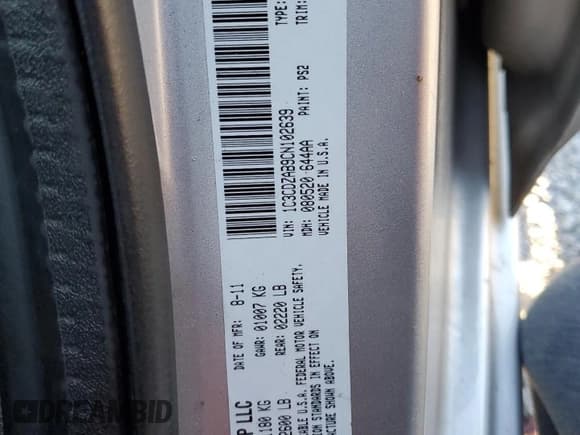 P LLC
DATE OF MFR: 8-11
180 KG
GAWR: 01007 KG
2600 LB
REAR: 02220 LB
ABLE U.S.A. FEDERAL MOTOR VEHICLE SAFETY,
ION STANDARDS IN EFFECT ON
FACTURE SHOWN ABOVE.
VIN: 1C3CDZAB9CN102639
TYPE:
MDH: 080520 644AA
PAINT: PS2
TRIM:
VEHICLE MADE IN U.S.A.
DREAMBID